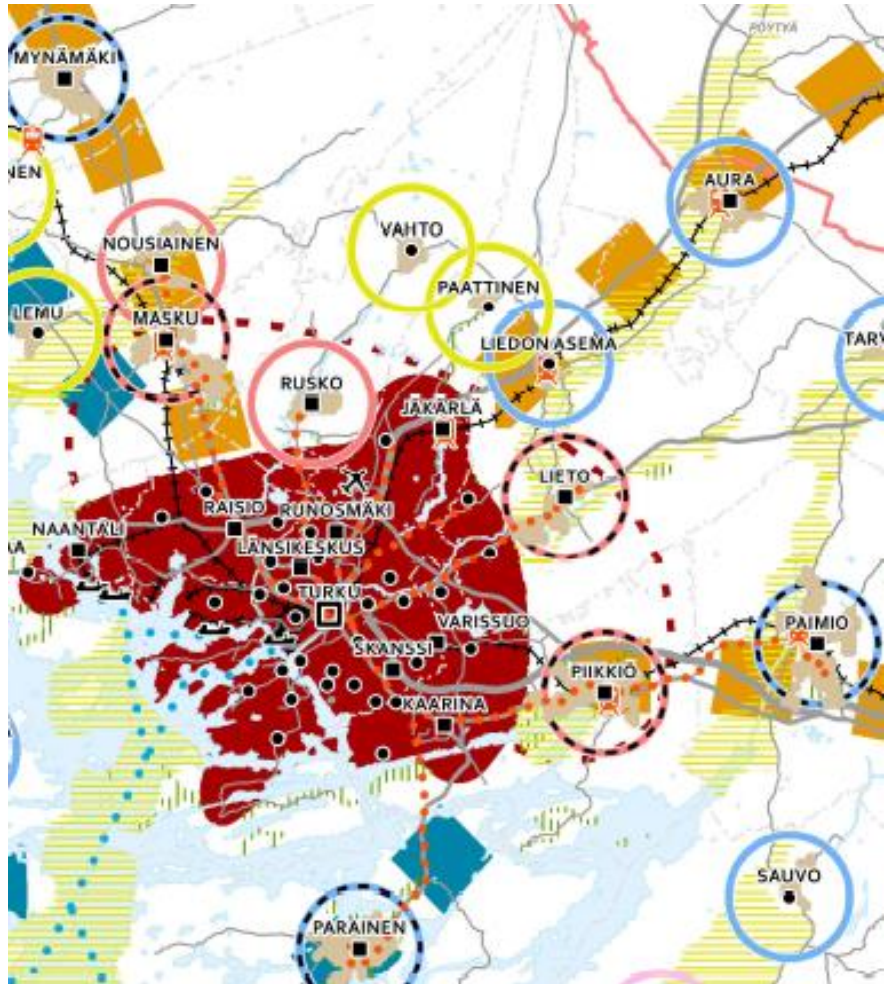 PÖYTYÄ
MYNÄMÄKI
NEN
AURA
VAHTO
NOUSIAINEN
PAATTINEN
LEMU
MASKU
LIEDON ASEMA
TARV
RUSKO
JÄKÄRLÄ
LIETO
RAISIO
RUNOSMÄKI
NAANTALI
AA
LÄNSIKESKUS
TURKU
VARISSUO
PAIMIO
SKANSSI
PIIKKIÖ
KAARINA
SAUVO
PARAINEN